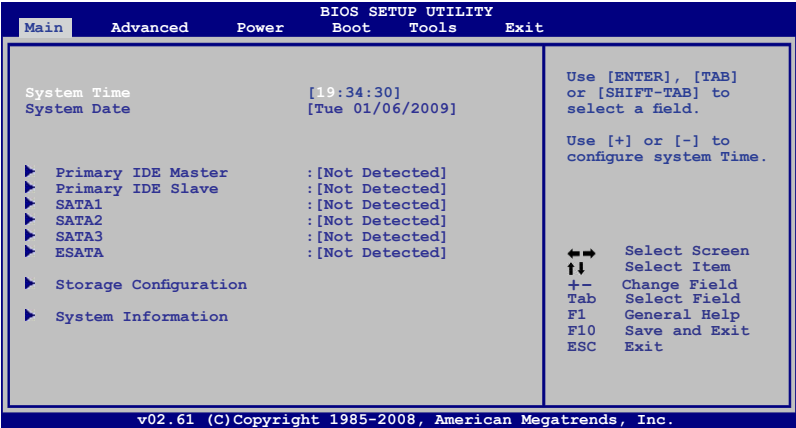 BIOS SETUP UTILITY
Main Advanced Power Boot Tools Exit
System Time [19:34:30]
System Date [Tue 01/06/2009]
Primary IDE Master :[Not Detected]
Primary IDE Slave :[Not Detected]
SATA1 :[Not Detected]
SATA2 :[Not Detected]
SATA3 :[Not Detected]
ESATA :[Not Detected]
Storage Configuration
System Information
Use [ENTER], [TAB]
or [SHIFT-TAB] to
select a field.
Use [+] or [-] to
configure system Time.
←→ Select Screen
↑↓ Select Item
+- Change Field
Tab Select Field
F1 General Help
F10 Save and Exit
ESC Exit
v02.61 (C)Copyright 1985-2008, American Megatrends, Inc.